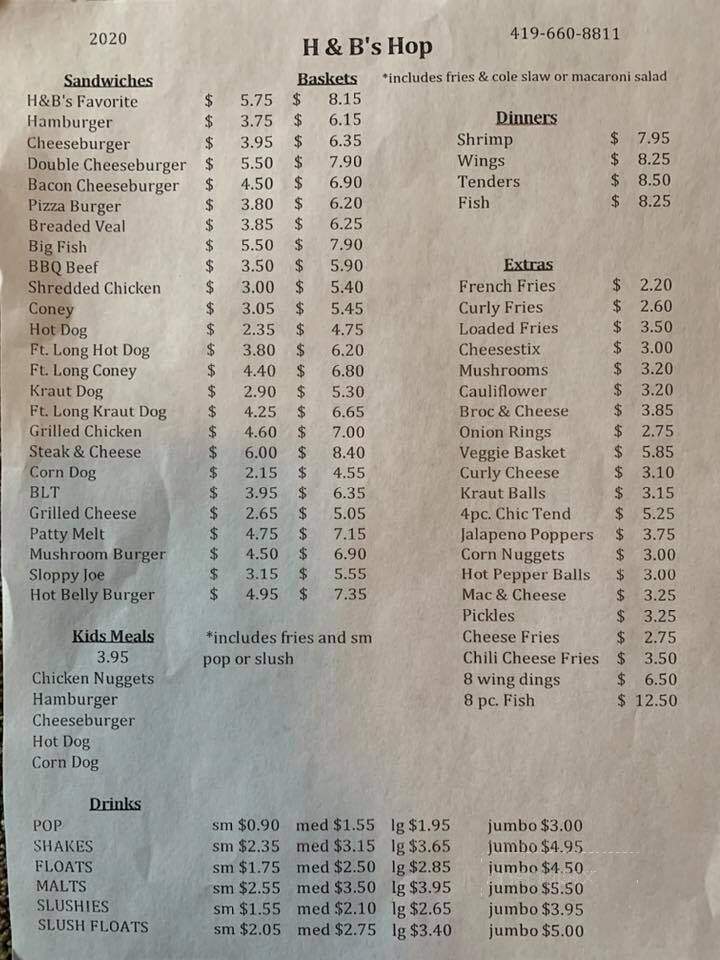 2020
H & B's Hop
419-660-8811
Sandwiches Baskets *includes fries & cole slaw or macaroni salad
H&B's Favorite $ 5.75 $ 8.15
Hamburger $ 3.75 $ 6.15
Cheeseburger $ 3.95 $ 6.35
Double Cheeseburger $ 5.50 $ 7.90
Bacon Cheeseburger $ 4.50 $ 6.90
Pizza Burger $ 3.80 $ 6.20
Breaded Veal $ 3.85 $ 6.25
Big Fish $ 5.50 $ 7.90
BBQ Beef $ 3.50 $ 5.90
Shredded Chicken $ 3.00 $ 5.40
Coney $ 3.05 $ 5.45
Hot Dog $ 2.35 $ 4.75
Ft. Long Hot Dog $ 3.80 $ 6.20
Ft. Long Coney $ 4.40 $ 6.80
Kraut Dog $ 2.90 $ 5.30
Ft. Long Kraut Dog $ 4.25 $ 6.65
Grilled Chicken $ 4.60 $ 7.00
Steak & Cheese $ 6.00 $ 8.40
Corn Dog $ 2.15 $ 4.55
BLT $ 3.95 $ 6.35
Grilled Cheese $ 2.65 $ 5.05
Patty Melt $ 4.75 $ 7.15
Mushroom Burger $ 4.50 $ 6.90
Sloppy Joe $ 3.15 $ 5.55
Hot Belly Burger $ 4.95 $ 7.35
Dinners
Shrimp $ 7.95
Wings $ 8.25
Tenders $ 8.50
Fish $ 8.25
Extras
French Fries $ 2.20
Curly Fries $ 2.60
Loaded Fries $ 3.50
Cheesestix $ 3.00
Mushrooms $ 3.20
Cauliflower $ 3.20
Broc & Cheese $ 3.85
Onion Rings $ 2.75
Veggie Basket $ 5.85
Curly Cheese $ 3.10
Kraut Balls $ 3.15
4pc. Chic Tend $ 5.25
Jalapeno Poppers $ 3.75
Corn Nuggets $ 3.00
Hot Pepper Balls $ 3.00
Mac & Cheese $ 3.25
Pickles $ 3.25
Cheese Fries $ 2.75
Chili Cheese Fries $ 3.50
8 wing dings $ 6.50
8 pc. Fish $ 12.50
Kids Meals *includes fries and sm
3.95 pop or slush
Chicken Nuggets
Hamburger
Cheeseburger
Hot Dog
Corn Dog
Drinks
POP sm $0.90 med $1.55 lg $1.95 jumbo $3.00
SHAKES sm $2.35 med $3.15 lg $3.65 jumbo $4.95
FLOATS sm $1.75 med $2.50 lg $2.85 jumbo $4.50
MALTS sm $2.55 med $3.50 lg $3.95 jumbo $5.50
SLUSHIES sm $1.55 med $2.10 lg $2.65 jumbo $3.95
SLUSH FLOATS sm $2.05 med $2.75 lg $3.40 jumbo $5.00